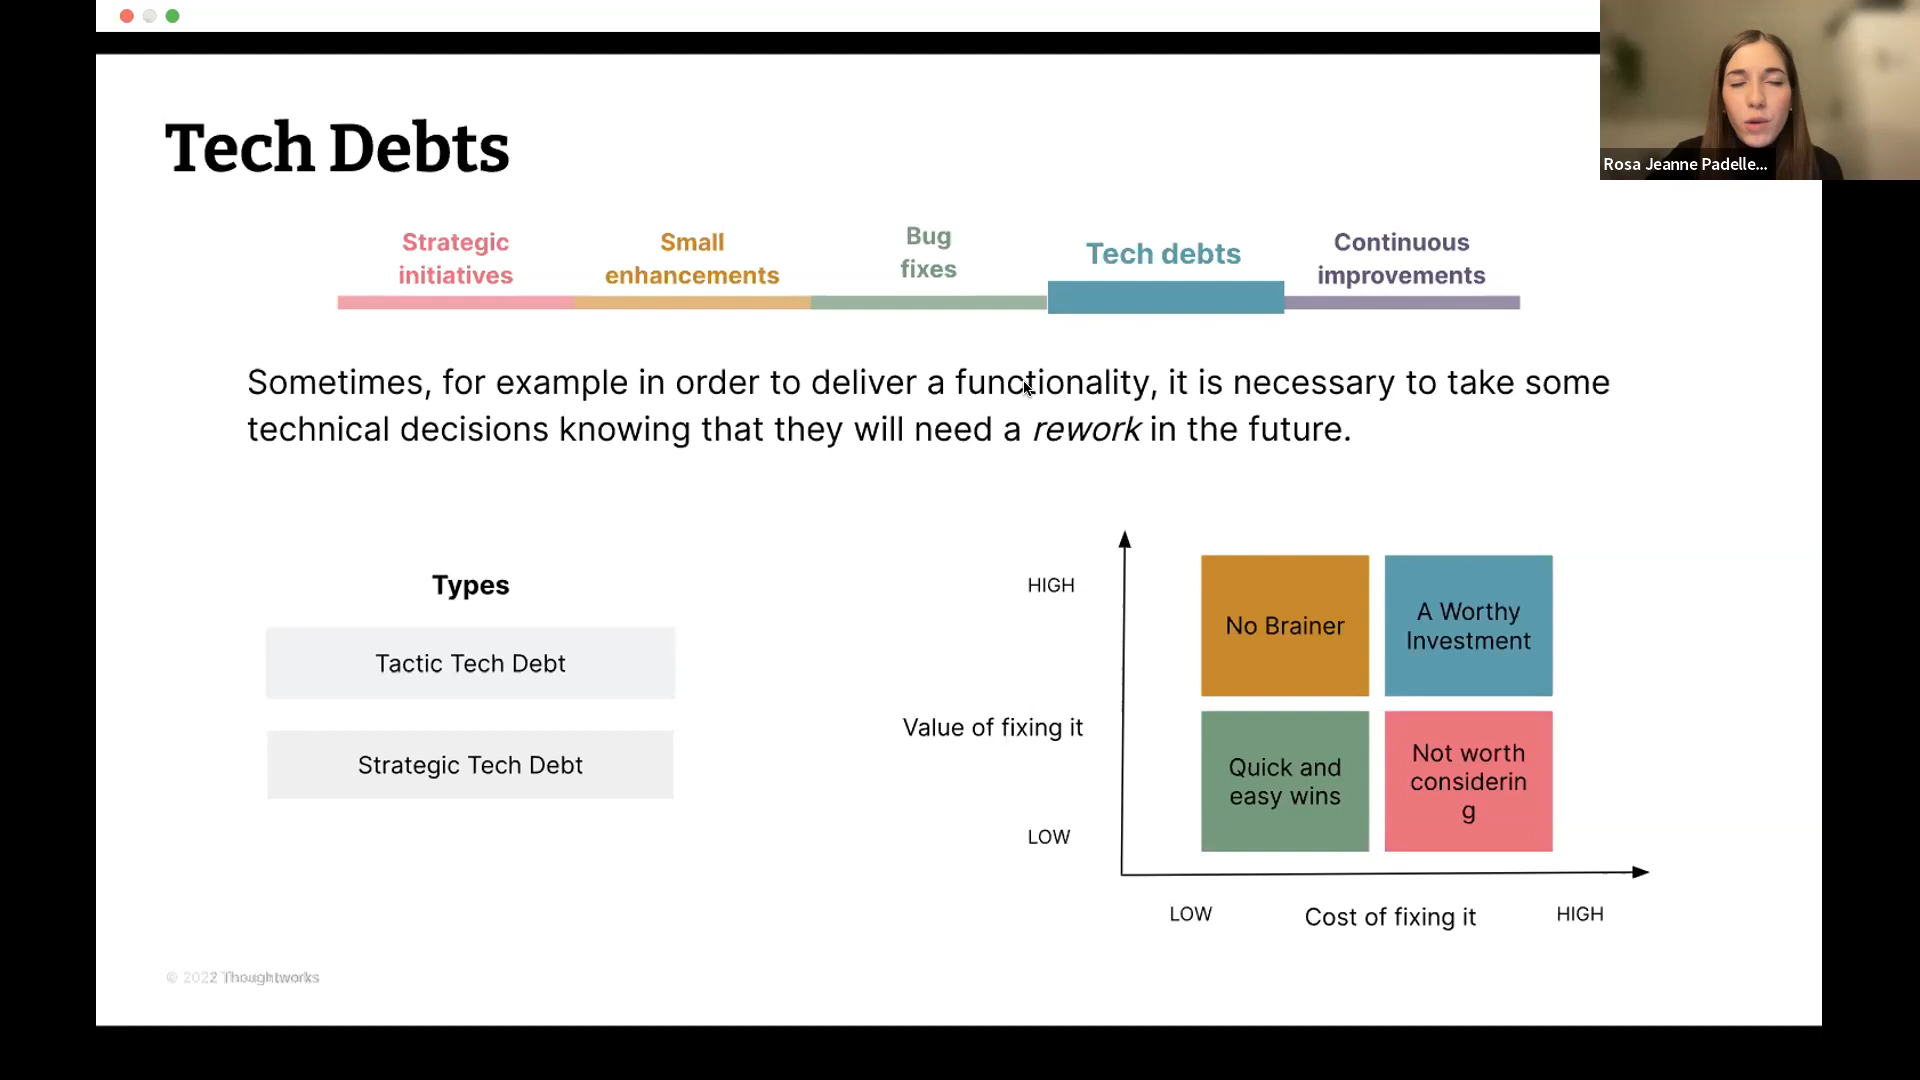 Rosa Jeanne Padelle...
Tech Debts
Strategic
initiatives
Small
enhancements
Bug
fixes
Tech debts
Continuous
improvements
Sometimes, for example in order to deliver a functionality, it is necessary to take some
technical decisions knowing that they will need a rework in the future.
Types
Tactic Tech Debt
Strategic Tech Debt
HIGH
Value of fixing it
LOW
No Brainer
A Worthy
Investment
Quick and
easy wins
Not worth
considerin
g
LOW
Cost of fixing it
HIGH
© 2022 Thoughtworks